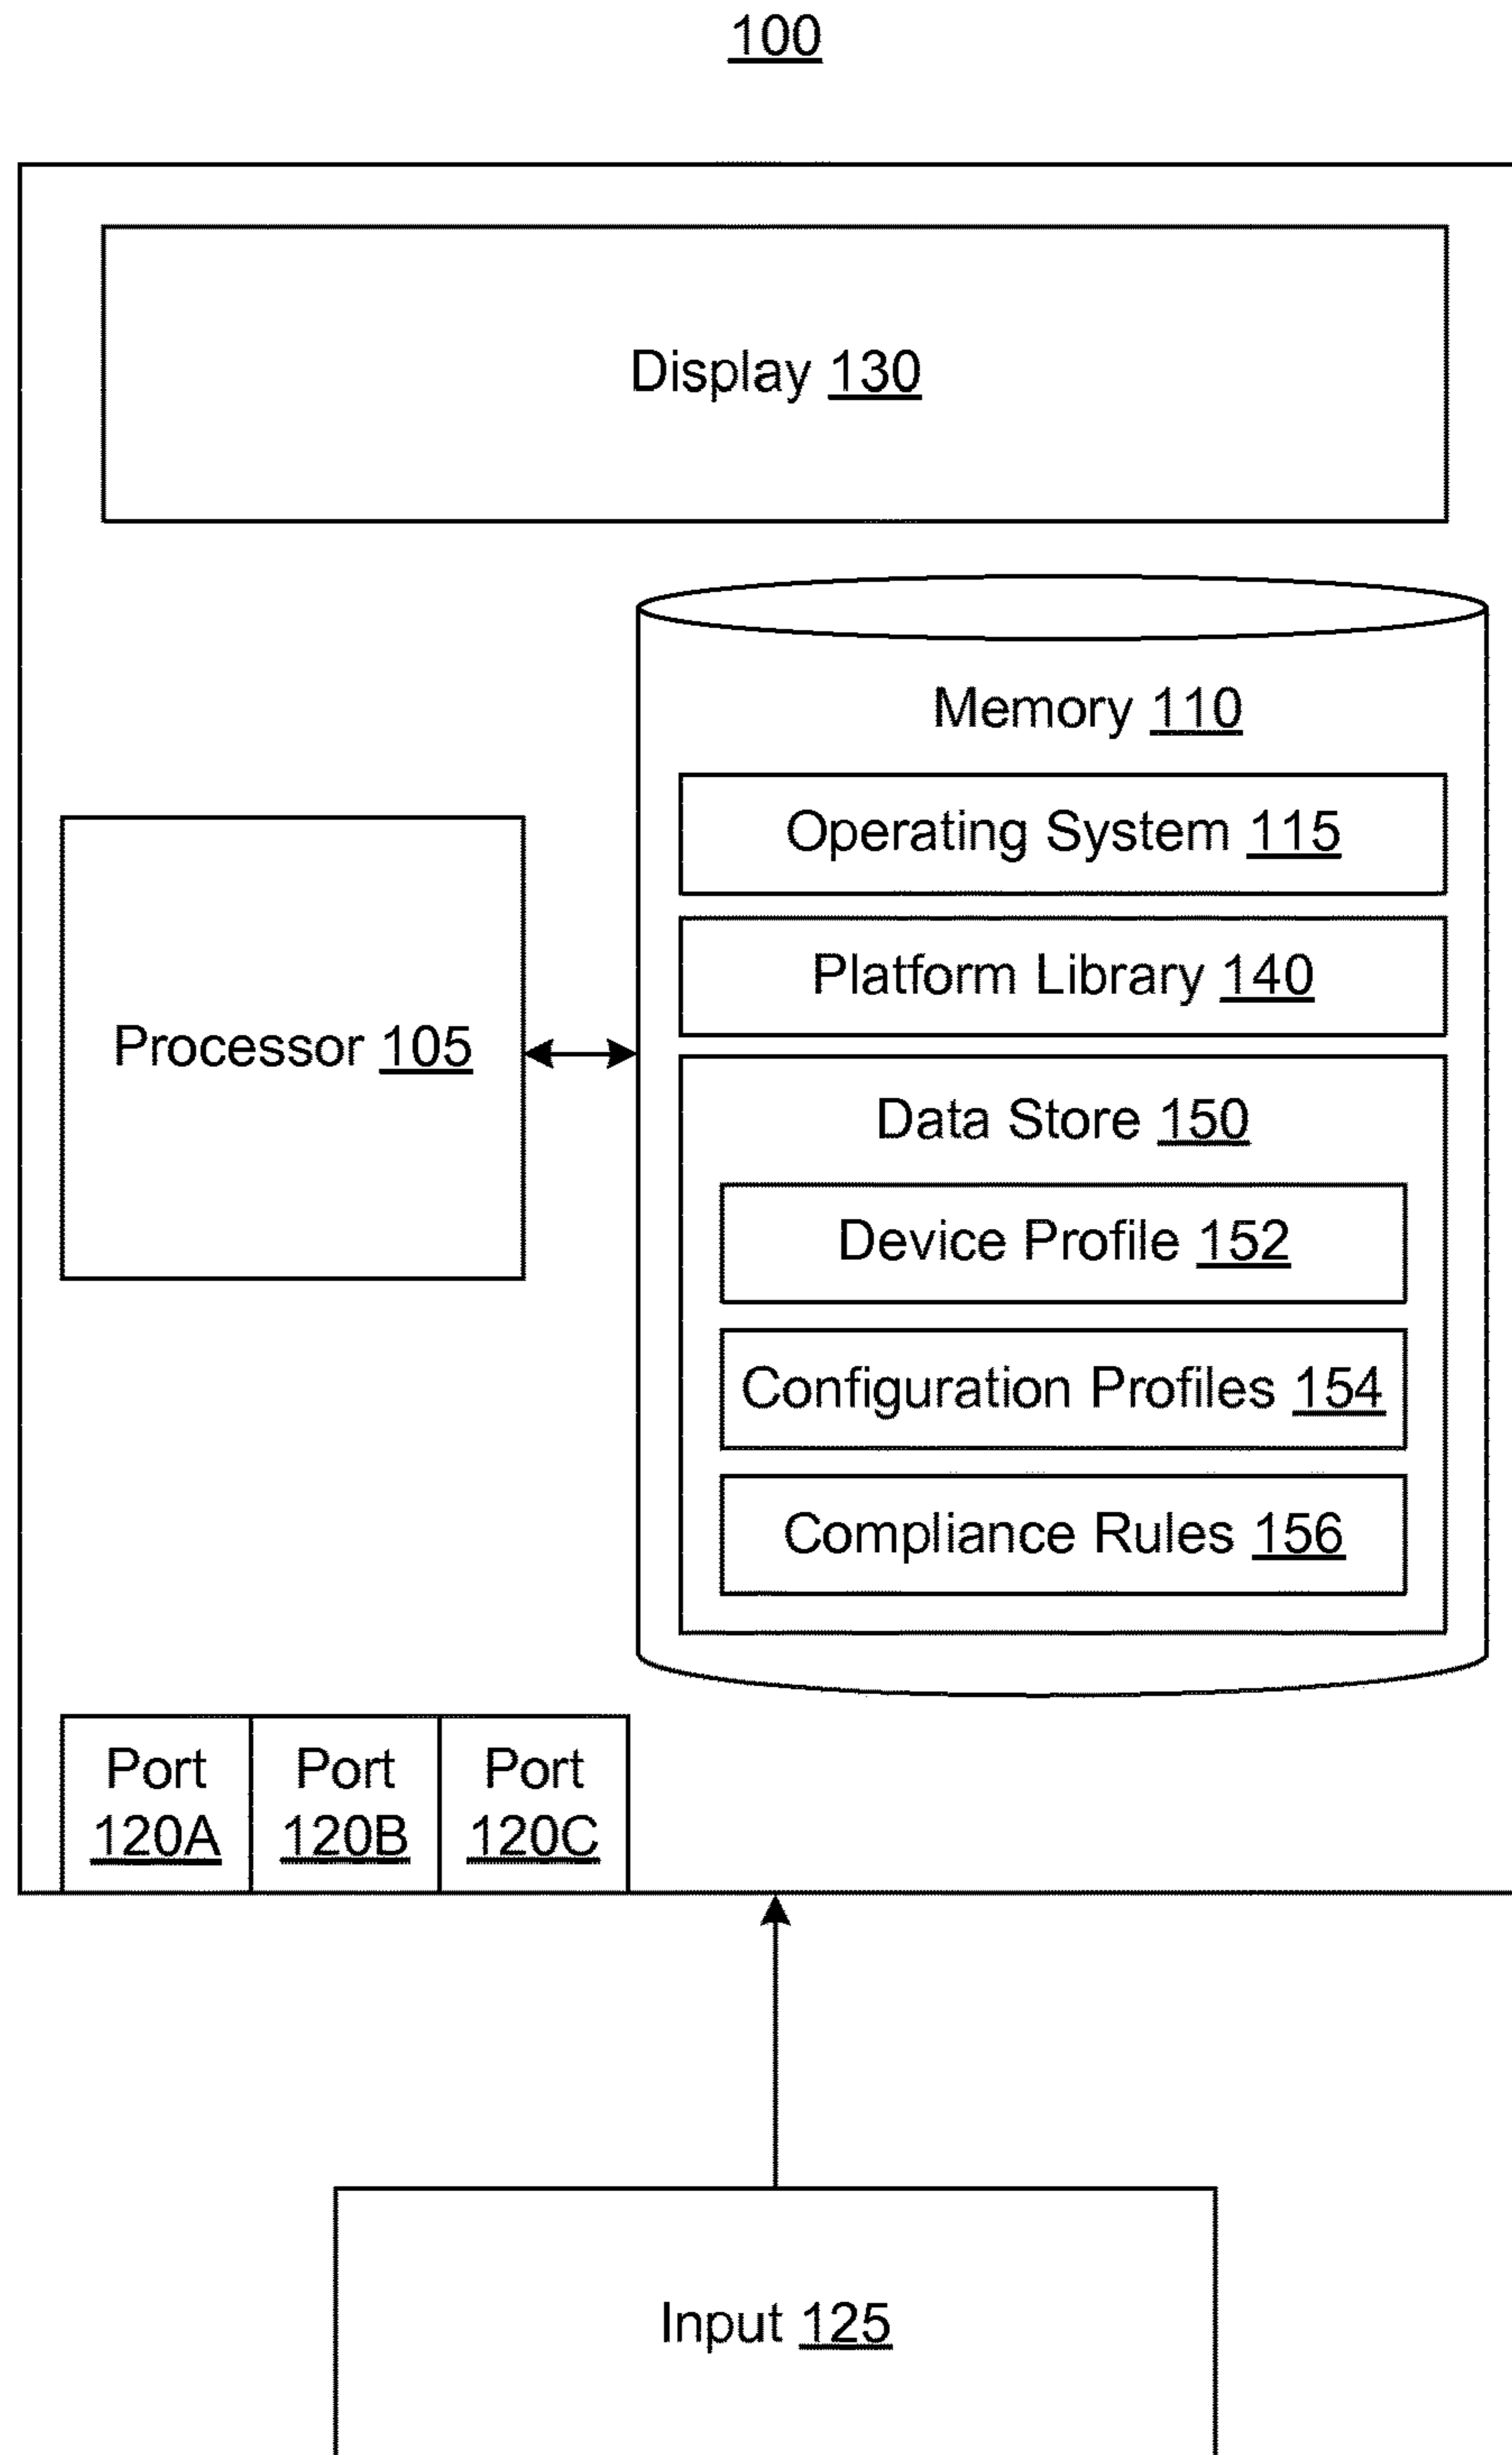 100
Display 130
Memory 110
Operating System 115
Platform Library 140
Processor 105
Data Store 150
Device Profile 152
Configuration Profiles 154
Compliance Rules 156
Port
120A
Port
120B
Port
120C
Input 125